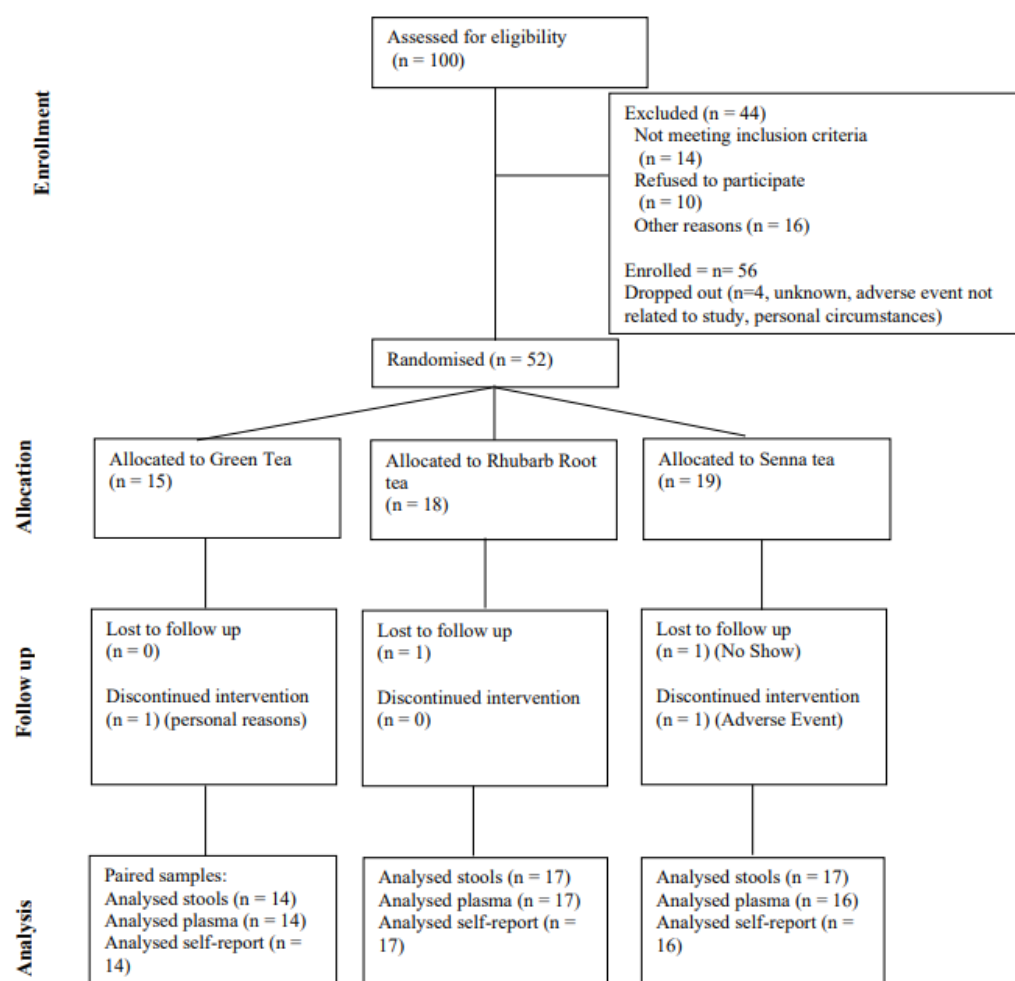 Assessed for eligibility
(n = 100)
Enrollment
Excluded (n = 44)
Not meeting inclusion criteria
(n = 14)
Refused to participate
(n = 10)
Other reasons (n = 16)
Enrolled = n= 56
Dropped out (n=4, unknown, adverse event not
related to study, personal circumstances)
Randomised (n = 52)
Allocation
Allocated to Green Tea
(n = 15)
Allocated to Rhubarb Root
tea
(n = 18)
Allocated to Senna tea
(n = 19)
Follow up
Lost to follow up
(n = 0)
Discontinued intervention
(n = 1) (personal reasons)
Lost to follow up
(n = 1)
Discontinued intervention
(n = 0)
Lost to follow up
(n = 1) (No Show)
Discontinued intervention
(n = 1) (Adverse Event)
Analysis
Paired samples:
Analysed stools (n = 14)
Analysed plasma (n = 14)
Analysed self-report (n =
14)
Analysed stools (n = 17)
Analysed plasma (n = 17)
Analysed self-report (n =
17)
Analysed stools (n = 17)
Analysed plasma (n = 16)
Analysed self-report (n =
16)